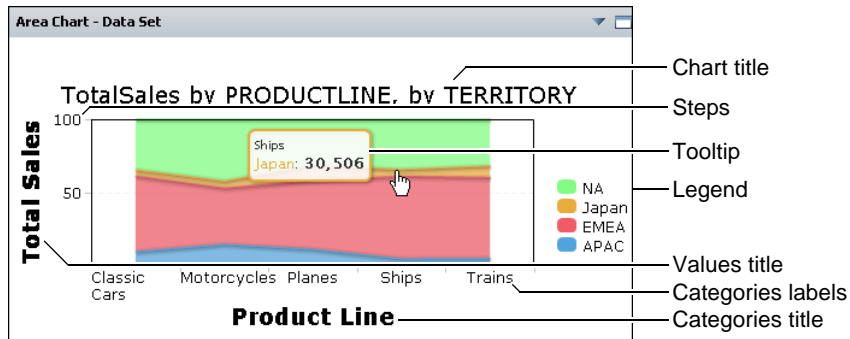 Area Chart - Data Set
Chart title
TotalSales by PRODUCTLINE, by TERRITORY
Steps
100
Total Sales
Ships
Japan: 30,506
Tooltip
50
NA
Japan
EMEA
APAC
Legend
Values title
Classic
Cars
Motorcycles
Planes
Ships
Trains
Categories labels
Product Line
Categories title